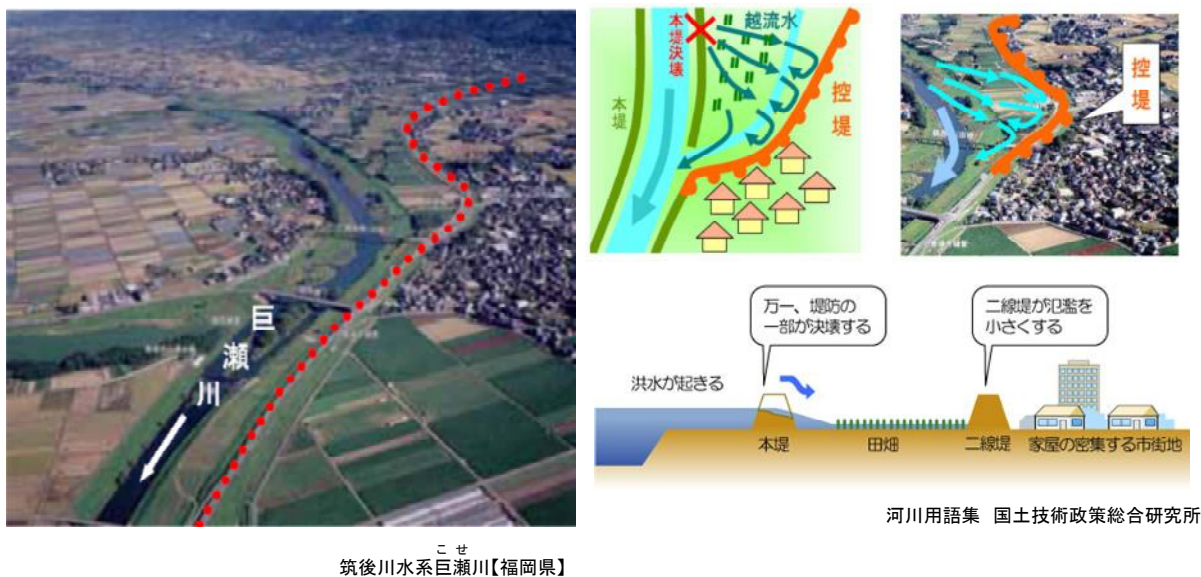 巨瀬川
こせ
筑後川水系巨瀬川【福岡県】
本堤決壊
越流水
本堤
控堤
控堤
万一、堤防の
一部が決壊する
二線堤が氾濫を
小さくする
洪水が起きる
本堤
田畑
二線堤
家屋の密集する市街地
河川用語集 国土技術政策総合研究所